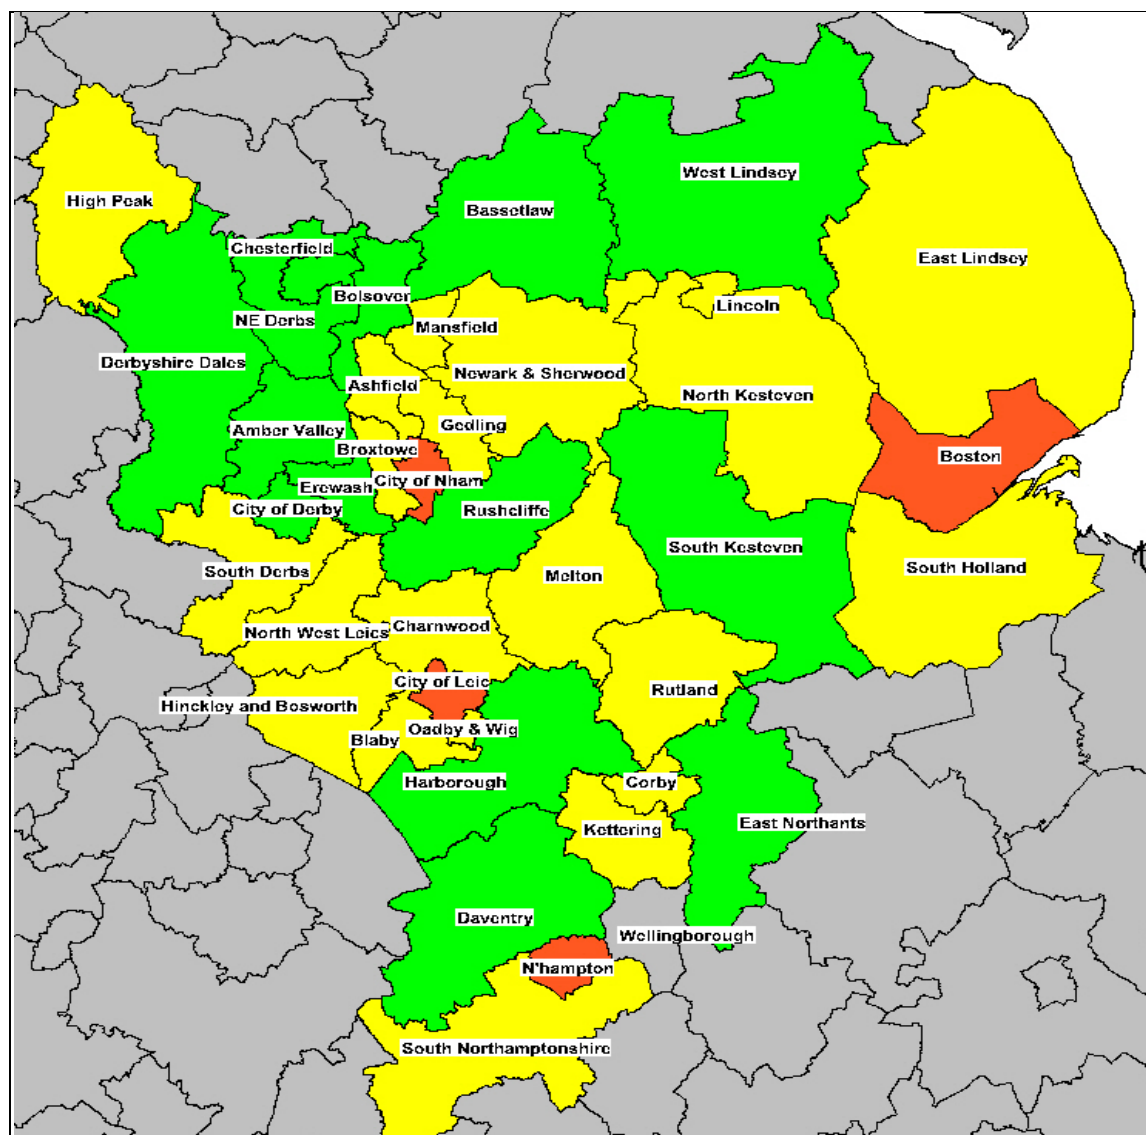 West Lindsey
High Peak
Bassetlaw
Chesterfield
East Lindsey
Bolsover
Lincoln
NE Derbs
Mansfield
Derbyshire Dales
Newark & Sherwood
Ashfield
North Kesteven
Gedling
Amber Valley
Broxtowe
Boston
City of Nham
Erewash
City of Derby
Rushcliffe
South Kesteven
South Holland
South Derbs
Melton
Charnwood
North West Leics
City of Leic
Rutland
Hinckley and Bosworth
Oadby & Wig
Blaby
Harborough
Corby
East Northants
Kettering
Daventry
Wellingborough
N'hampton
South Northamptonshire